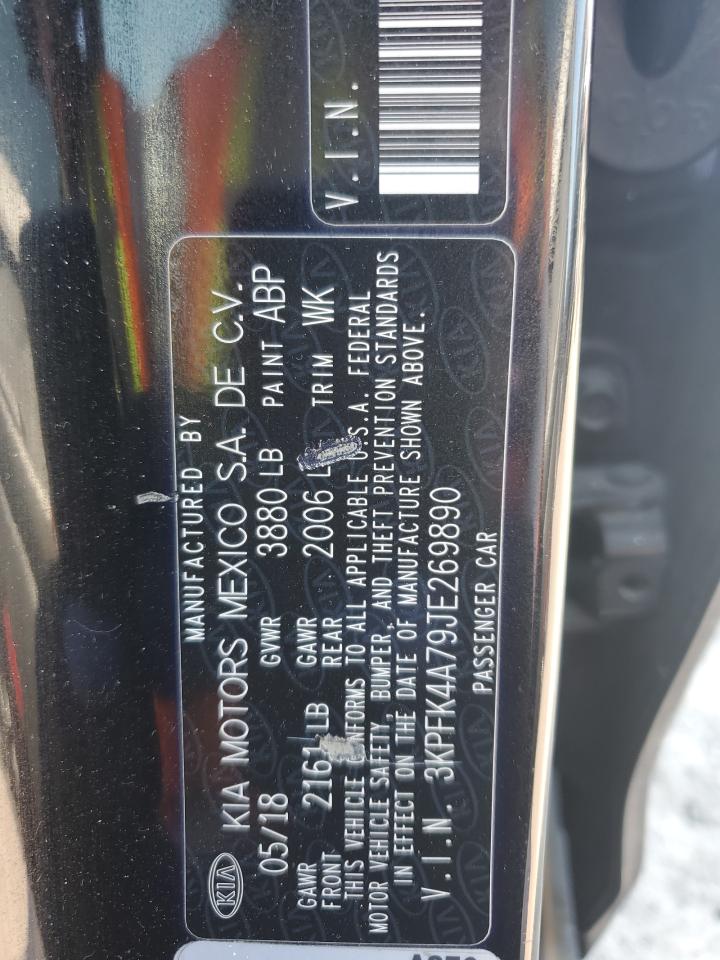 V.I.N.
MANUFACTURED BY
KIA KIA MOTORS MEXICO S.A. DE C.V.
05/18 GVWR 3880 LB PAINT ABP
GAWR FRONT 2161 LB GAWR REAR 2006 L TRIM WK
THIS VEHICLE CONFORMS TO ALL APPLICABLE U.S.A. FEDERAL
MOTOR VEHICLE SAFETY, BUMPER, AND THEFT PREVENTION STANDARDS
IN EFFECT ON THE DATE OF MANUFACTURE SHOWN ABOVE.
V.I.N. 3KPFK4A79JE269890
PASSENGER CAR